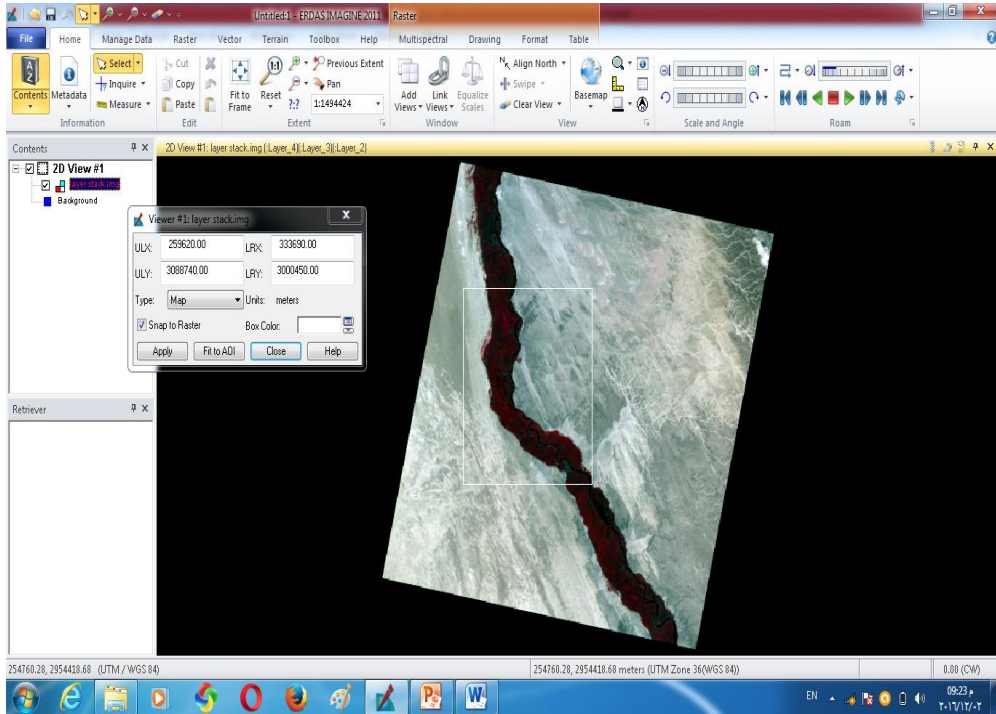 Untitled:1 - ERDAS IMAGINE 2011
Raster
File
Home
Manage Data
Raster
Vector
Terrain
Toolbox
Help
Multispectral
Drawing
Format
Table
Contents
Metadata
Select
Inquire
Measure
Information
Cut
Copy
Paste
Edit
Fit to Frame
Reset
1:1
?:?
Previous Extent
Pan
1:1494424
Extent
Add Views
Link Views
Equalize Scales
Window
Align North
Swipe
Clear View
Basemap
View
Scale and Angle
Roam
Contents
2D View #1: layer stack.img (:Layer_4)(:Layer_3)(:Layer_2)
2D View #1
layer stack.img
Background
Viewer #1: layer stack.img
X
ULX: 259620.00 LRX: 333690.00
ULY: 3088740.00 LRY: 3000450.00
Type: Map Units: meters
Snap to Raster Box Color:
Apply Fit to AOI Close Help
Retriever
254760.28, 2954418.68 (UTM / WGS 84)
254760.28, 2954418.68 meters (UTM Zone 36(WGS 84))
0.00 (CW)
EN
09:23 م
٢٠١٦/١٢/٠٢